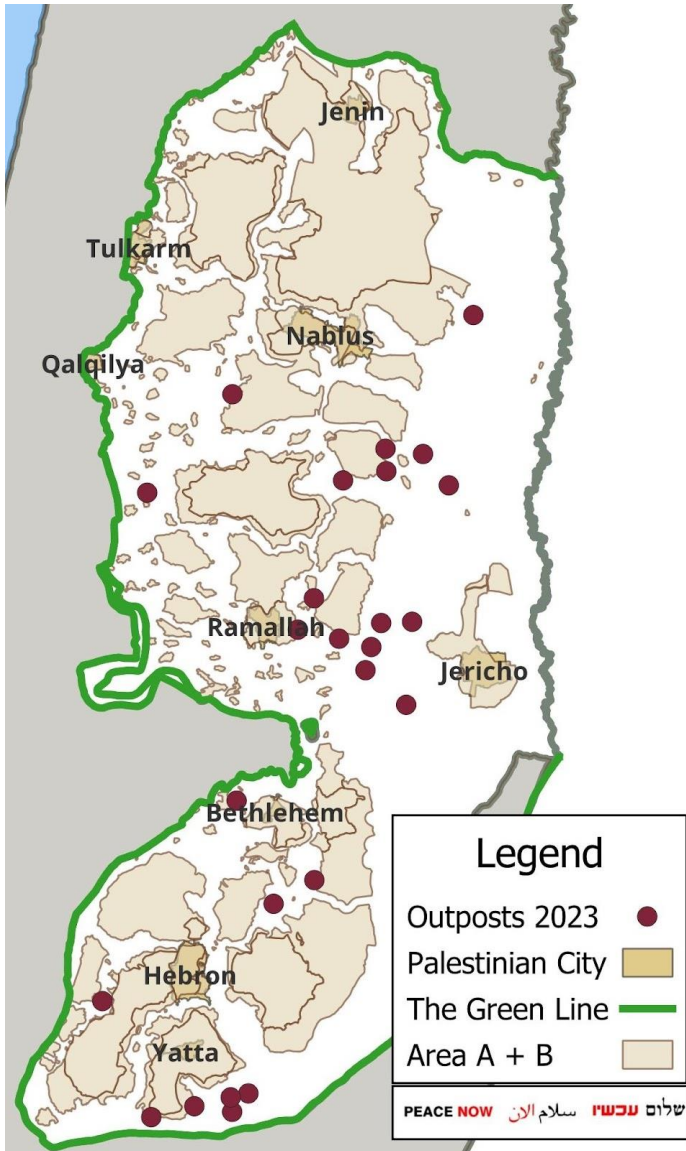 Jenin
Tulkarm
Nablus
Qalqilya
Ramallah
Jericho
Bethlehem
Hebron
Yatta
Legend
Outposts 2023
Palestinian City
The Green Line
Area A + B
PEACE NOW سلام الان שלום עכשיו